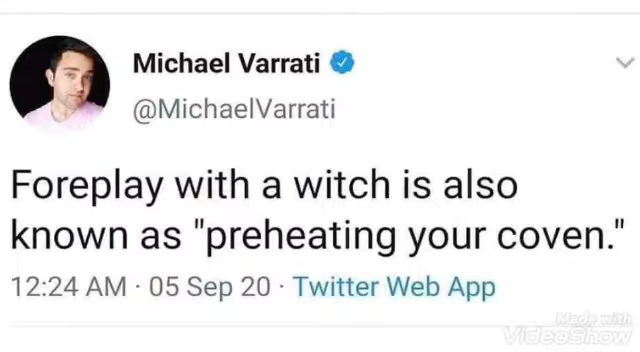 Michael Varrati
@MichaelVarrati
Foreplay with a witch is also
known as "preheating your coven."
12:24 AM · 05 Sep 20 · Twitter Web App
Made with
VideoShow